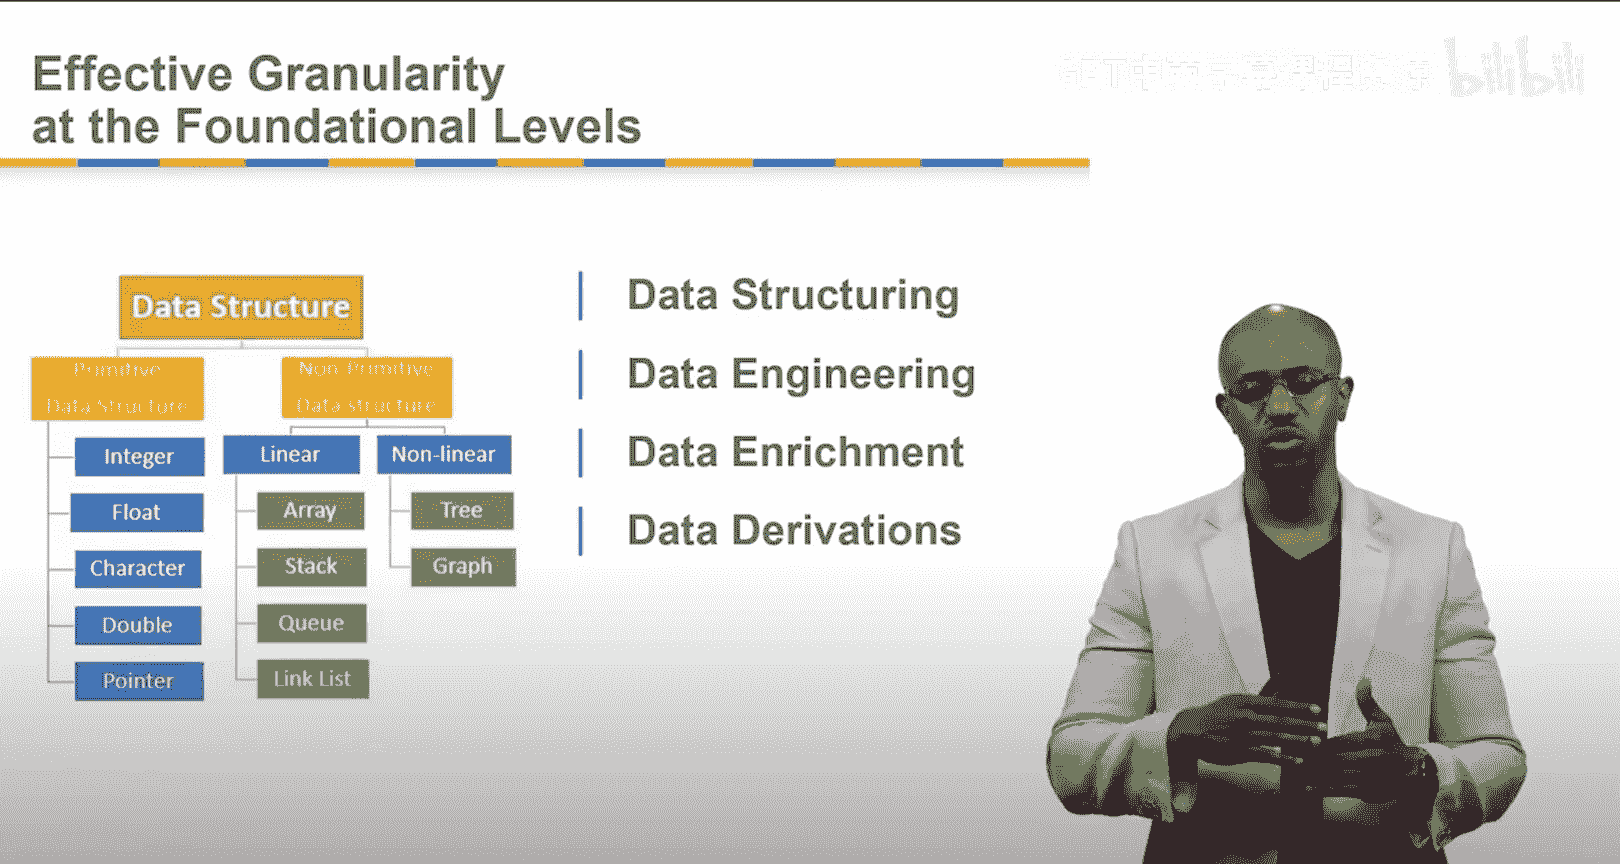 Effective Granularity
at the Foundational Levels
bilibili
Data Structure
Primitive
Data Structure
Non-Primitive
Data structure
Integer
Float
Character
Double
Pointer
Linear
Array
Stack
Queue
Link List
Non-linear
Tree
Graph
Data Structuring
Data Engineering
Data Enrichment
Data Derivations